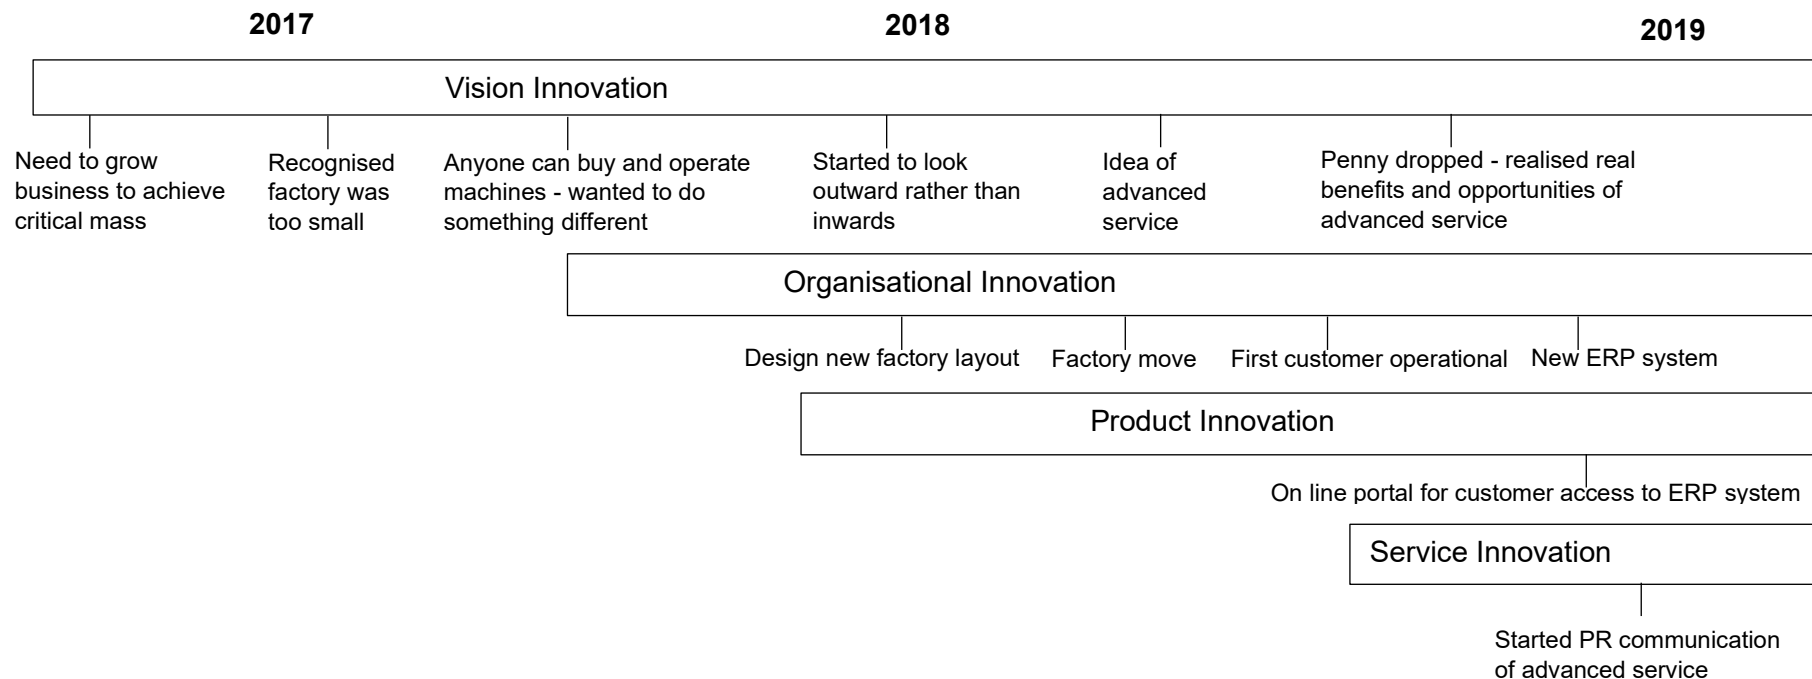 2017 2018 2019
Vision Innovation
Need to grow
business to achieve
critical mass
Recognised
factory was
too small
Anyone can buy and operate
machines - wanted to do
something different
Started to look
outward rather than
inwards
Idea of
advanced
service
Penny dropped - realised real
benefits and opportunities of
advanced service
Organisational Innovation
Design new factory layout
Factory move
First customer operational
New ERP system
Product Innovation
On line portal for customer access to ERP system
Service Innovation
Started PR communication
of advanced service